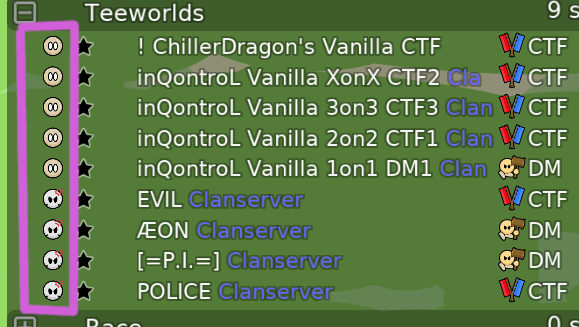 Teeworlds 9 s
! ChillerDragon's Vanilla CTF CTF
inQontroL Vanilla XonX CTF2 Cla CTF
inQontroL Vanilla 3on3 CTF3 Clan CTF
inQontroL Vanilla 2on2 CTF1 Clan CTF
inQontroL Vanilla 1on1 DM1 Clan DM
EVIL Clanserver CTF
ÆON Clanserver DM
[=P.I.=] Clanserver DM
POLICE Clanserver CTF
Race 0 s